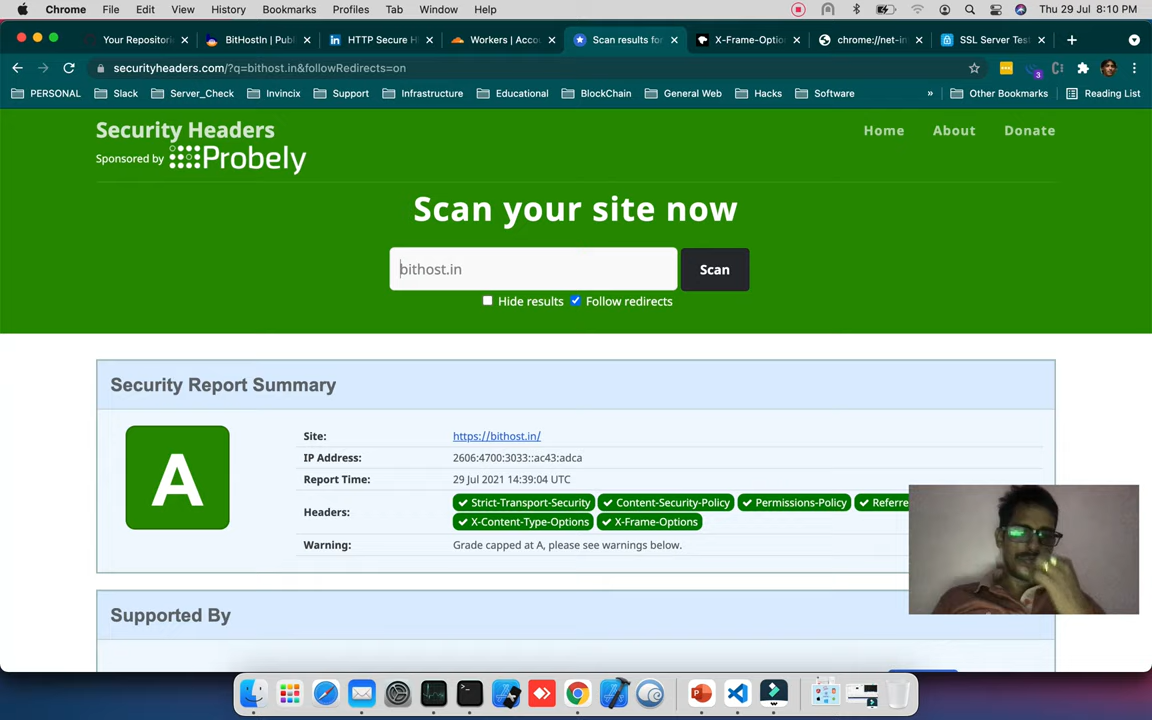 Chrome File Edit View History Bookmarks Profiles Tab Window Help Thu 29 Jul 8:10 PM
Your Repositori BitHostIn | Publ HTTP Secure H Workers | Accou Scan results for X-Frame-Option chrome://net-in SSL Server Test
securityheaders.com/?q=bithost.in&followRedirects=on 3
PERSONAL Slack Server_Check Invincix Support Infrastructure Educational BlockChain General Web Hacks Software » Other Bookmarks Reading List
Security Headers
Sponsored by Probely
Home About Donate
Scan your site now
bithost.in Scan
Hide results Follow redirects
Security Report Summary
A
Site: https://bithost.in/
IP Address: 2606:4700:3033::ac43:adca
Report Time: 29 Jul 2021 14:39:04 UTC
Headers: Strict-Transport-Security Content-Security-Policy Permissions-Policy Referre
X-Content-Type-Options X-Frame-Options
Warning: Grade capped at A, please see warnings below.
Supported By